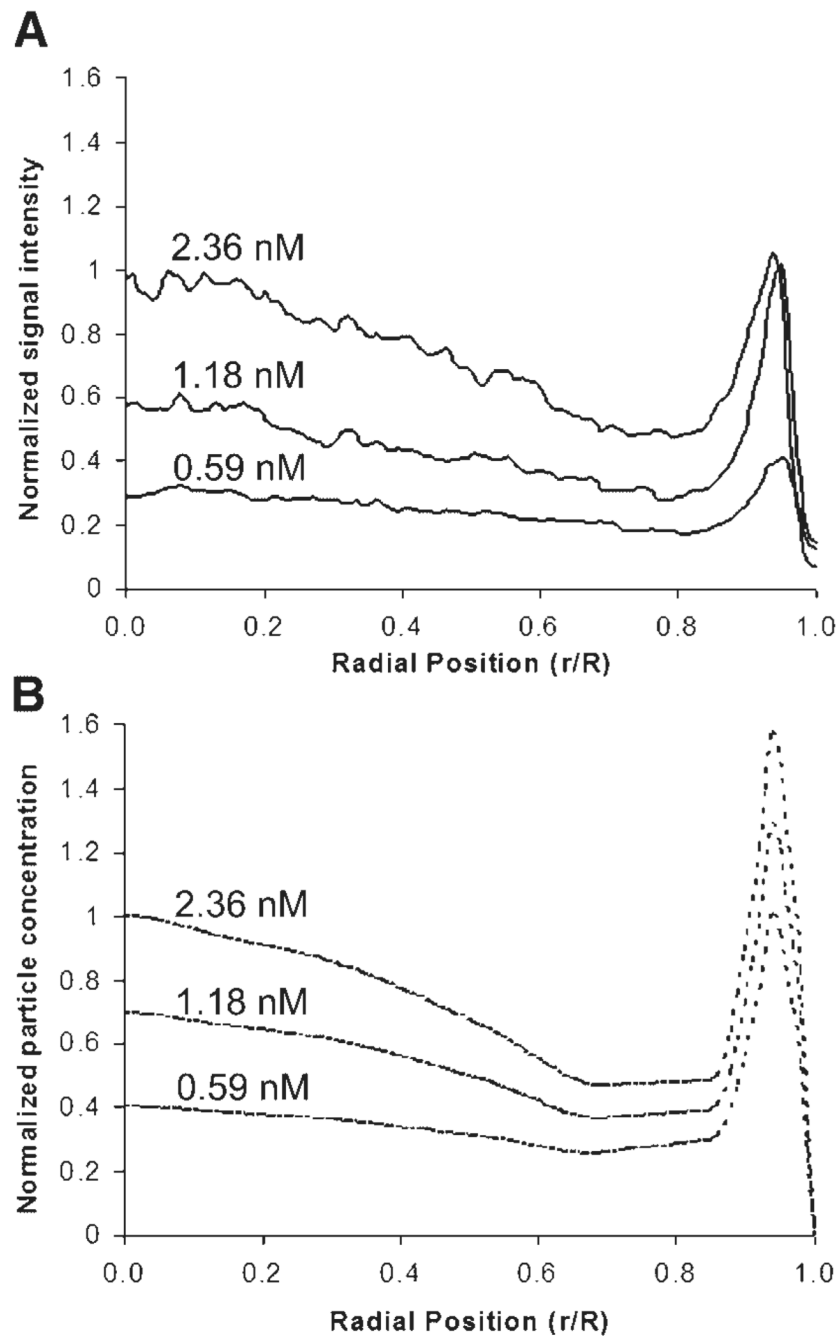 A
1.6
1.4
1.2
1
0.8
0.6
0.4
0.2
0
Normalized signal intensity
2.36 nM
1.18 nM
0.59 nM
0.0 0.2 0.4 0.6 0.8 1.0
Radial Position (r/R)
B
1.6
1.4
1.2
1
0.8
0.6
0.4
0.2
0
Normalized particle concentration
2.36 nM
1.18 nM
0.59 nM
0.0 0.2 0.4 0.6 0.8 1.0
Radial Position (r/R)